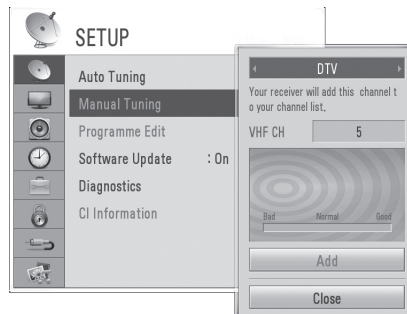 SETUP
Auto Tuning
Manual Tuning
Programme Edit
Software Update : On
Diagnostics
CI Information
DTV
Your receiver will add this channel t
o your channel list.
VHF CH 5
Bad Normal Good
Add
Close